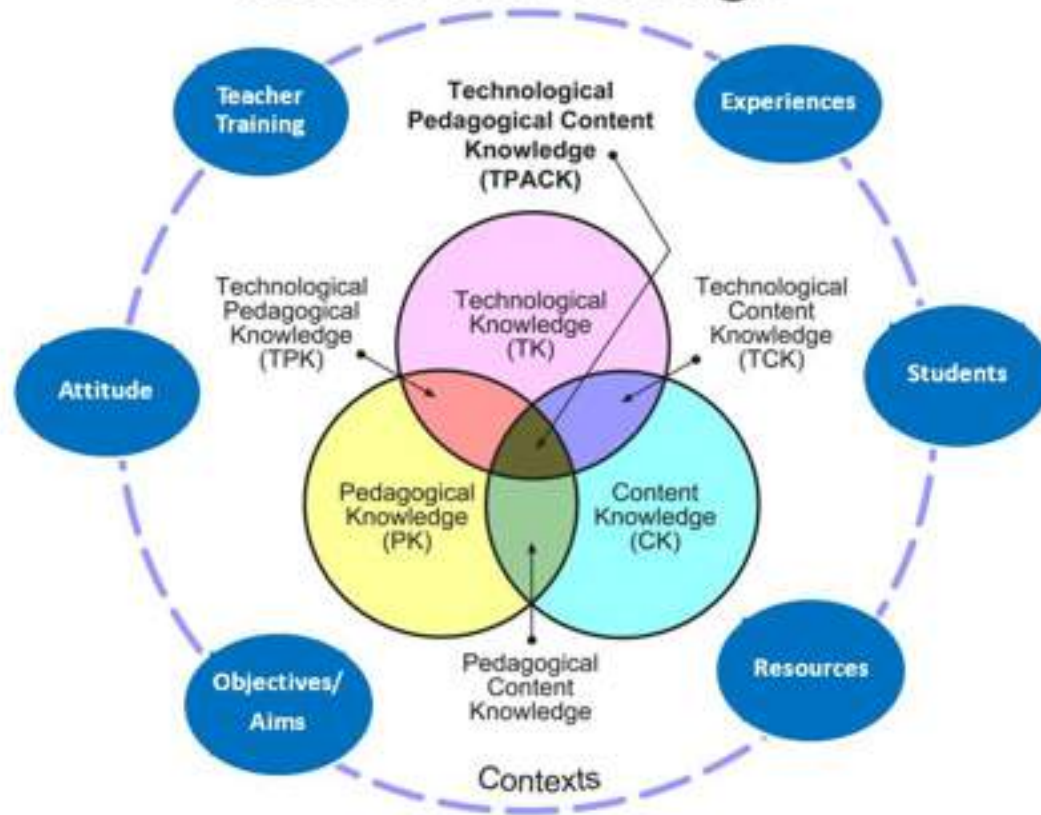 Teacher
Training
Experiences
Technological
Pedagogical Content
Knowledge
(TPACK)
Technological
Pedagogical
Knowledge
(TPK)
Technological
Knowledge
(TK)
Technological
Content
Knowledge
(TCK)
Attitude
Students
Pedagogical
Knowledge
(PK)
Content
Knowledge
(CK)
Objectives/
Aims
Pedagogical
Content
Knowledge
Resources
Contexts